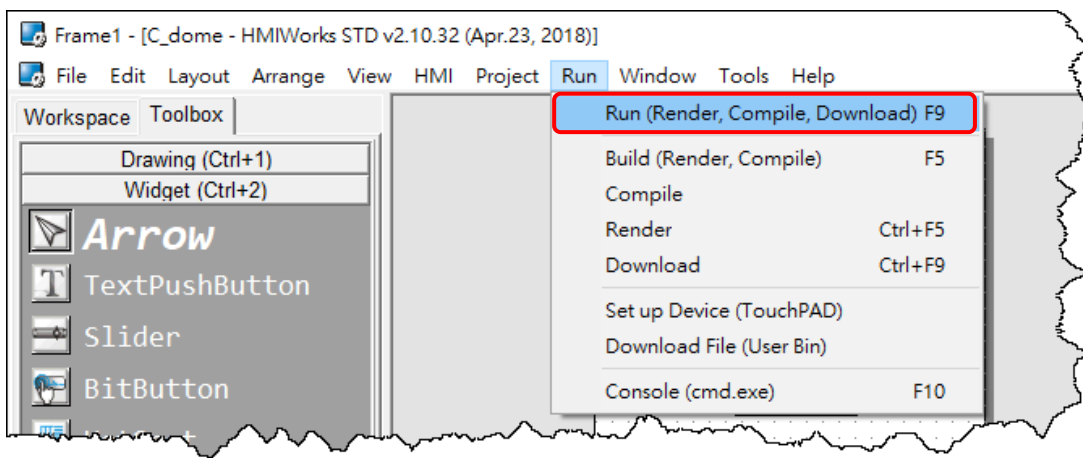 Frame1 - [C_dome - HMIWorks STD v2.10.32 (Apr.23, 2018)]
File Edit Layout Arrange View HMI Project Run Window Tools Help
Workspace Toolbox
Drawing (Ctrl+1)
Widget (Ctrl+2)
Arrow
TextPushButton
Slider
BitButton
Run (Render, Compile, Download) F9
Build (Render, Compile) F5
Compile
Render Ctrl+F5
Download Ctrl+F9
Set up Device (TouchPAD)
Download File (User Bin)
Console (cmd.exe) F10